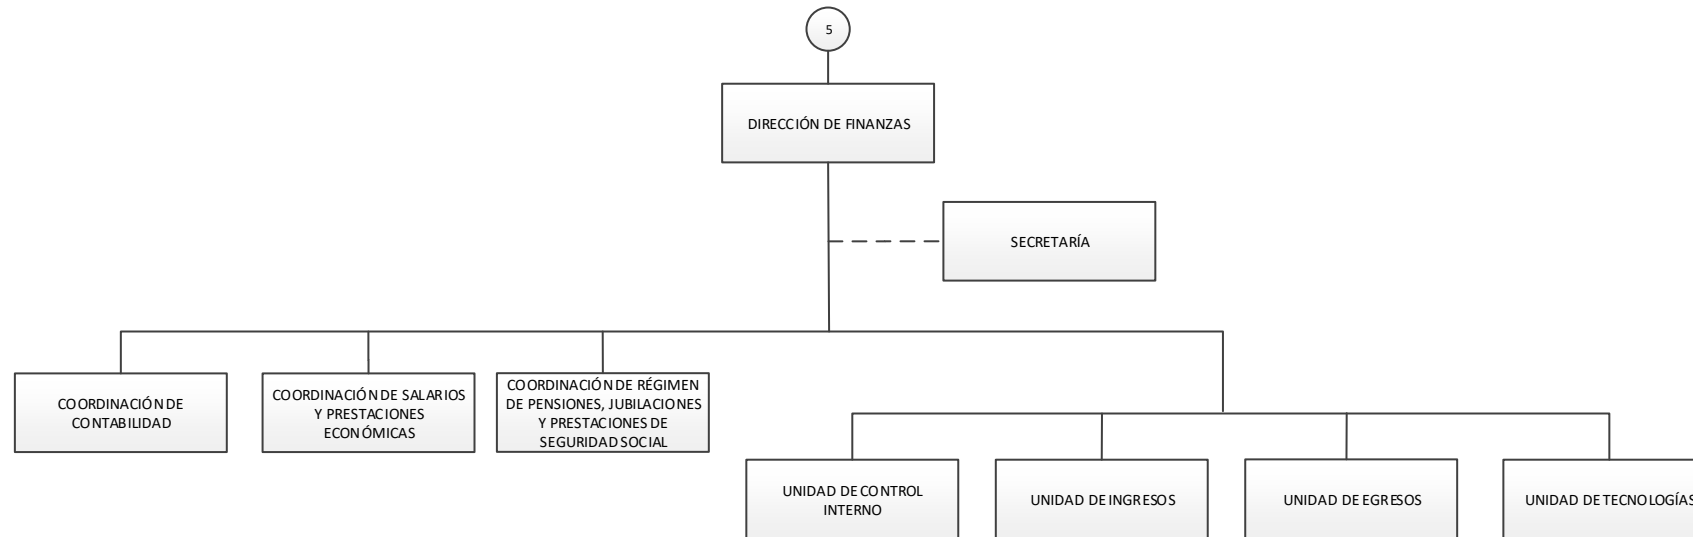 5
DIRECCIÓN DE FINANZAS
SECRETARÍA
COORDINACIÓN DE
CONTABILIDAD
COORDINACIÓN DE SALARIOS
Y PRESTACIONES
ECONÓMICAS
COORDINACIÓN DE RÉGIMEN
DE PENSIONES, JUBILACIONES
Y PRESTACIONES DE
SEGURIDAD SOCIAL
UNIDAD DE CONTROL
INTERNO
UNIDAD DE INGRESOS
UNIDAD DE EGRESOS
UNIDAD DE TECNOLOGÍAS